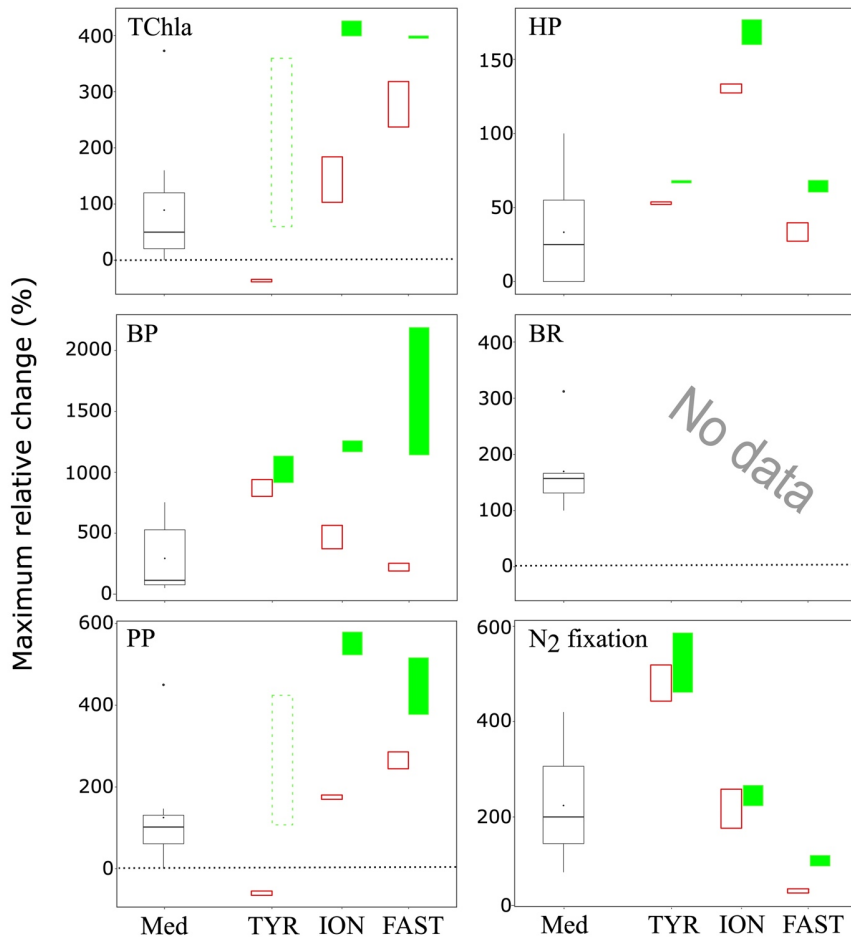 Maximum relative change (%)
TChla
400
300
200
100
0
HP
150
100
50
0
BP
2000
1500
1000
500
0
BR
400
300
200
100
0
No data
PP
600
400
200
0
Med TYR ION FAST
N2 fixation
600
400
200
0
Med TYR ION FAST